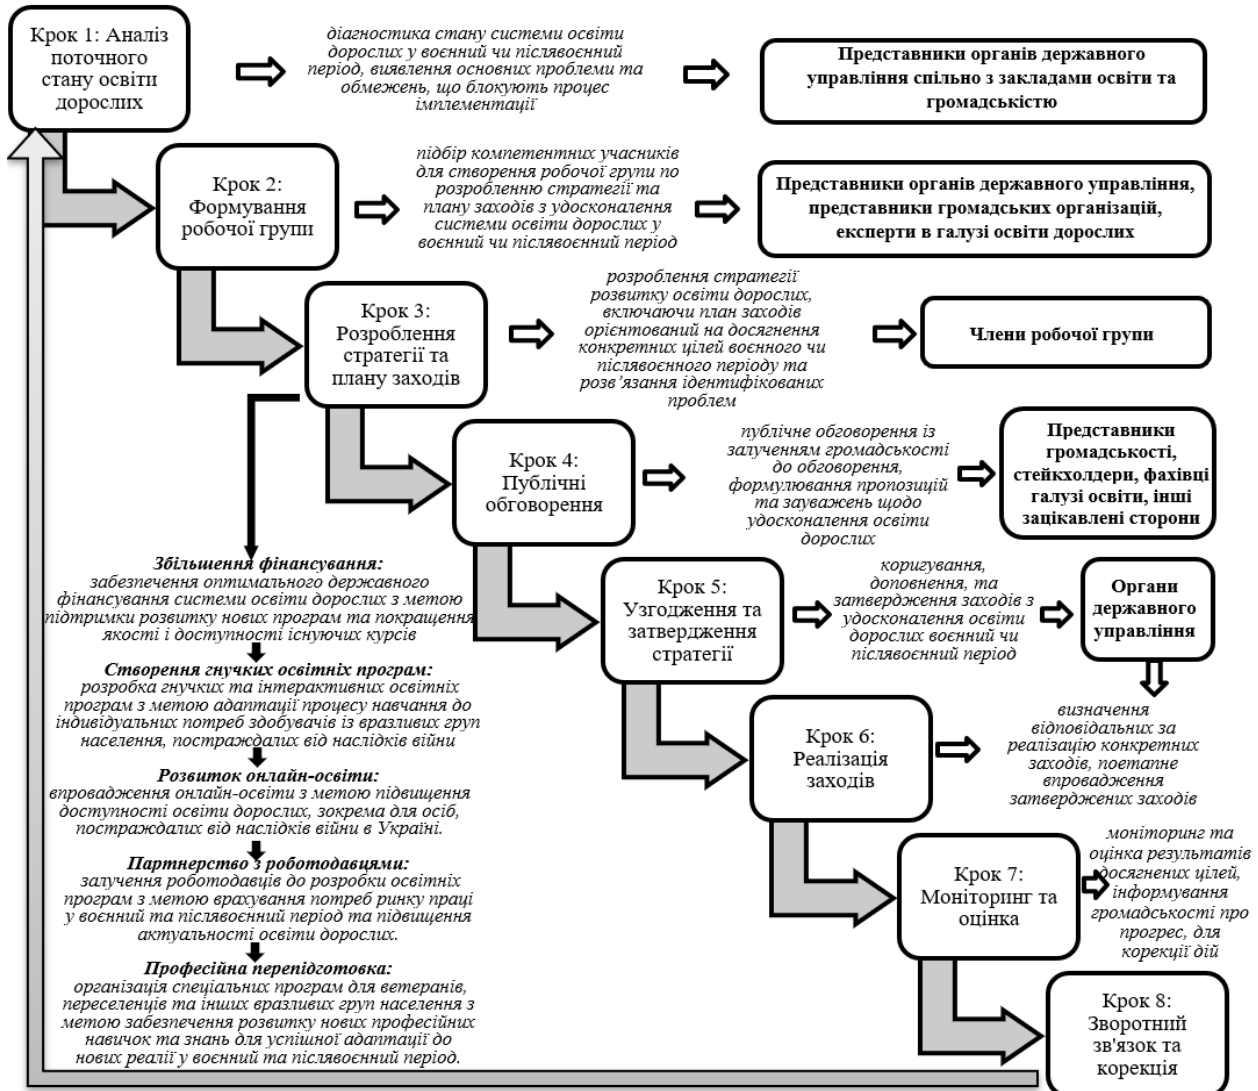 Крок 1: Аналіз
поточного
стану освіти
дорослих
діагностика стану системи освіти
дорослих у воєнний чи післявоєнний
період, виявлення основних проблеми та
обмежень, що блокують процес
імплементації
Представники органів державного
управління спільно з закладами освіти та
громадськістю
Крок 2:
Формування
робочої групи
підбір компетентних учасників
для створення робочої групи по
розробленню стратегії та
плану заходів з удосконалення
системи освіти дорослих у
воєнний чи післявоєнний період
Представники органів державного управління,
представники громадських організацій,
експерти в галузі освіти дорослих
Крок 3:
Розроблення
стратегії та
плану заходів
розроблення стратегії
розвитку освіти дорослих,
включаючи план заходів
орієнтований на досягнення
конкретних цілей воєнного чи
післявоєнного періоду та
розв’язання ідентифікованих
проблем
Члени робочої групи
Крок 4:
Публічні
обговорення
публічне обговорення із
залученням громадськості
до обговорення,
формулювання пропозицій
та зауважень щодо
удосконалення освіти
дорослих
Представники
громадськості,
стейкхолдери, фахівці
галузі освіти, інші
зацікавлені сторони
Крок 5:
Узгодження та
затвердження
стратегії
коригування,
доповнення, та
затвердження заходів з
удосконалення освіти
дорослих воєнний чи
післявоєнний період
Органи
державного
управління
Крок 6:
Реалізація
заходів
визначення
відповідальних за
реалізацію конкретних
заходів, поетапне
впровадження
затверджених заходів
Крок 7:
Моніторинг та
оцінка
моніторинг та
оцінка результатів
досягнених цілей,
інформування
громадськості про
прогрес, для
корекції дій
Крок 8:
Зворотний
зв'язок та
корекція
Збільшення фінансування:
забезпечення оптимального державного
фінансування системи освіти дорослих з метою
підтримки розвитку нових програм та покращення
якості і доступності існуючих курсів
Створення гнучких освітніх програм:
розробка гнучких та інтерактивних освітніх
програм з метою адаптації процесу навчання до
індивідуальних потреб здобувачів із вразливих груп
населення, постраждалих від наслідків війни
Розвиток онлайн-освіти:
впровадження онлайн-освіти з метою підвищення
доступності освіти дорослих, зокрема для осіб,
постраждалих від наслідків війни в Україні.
Партнерство з роботодавцями:
залучення роботодавців до розробки освітніх
програм з метою врахування потреб ринку праці
у воєнний та післявоєнний період та підвищення
актуальності освіти дорослих.
Професійна перепідготовка:
організація спеціальних програм для ветеранів,
переселенців та інших вразливих груп населення з
метою забезпечення розвитку нових професійних
навичок та знань для успішної адаптації до
нових реалії у воєнний та післявоєнний період.